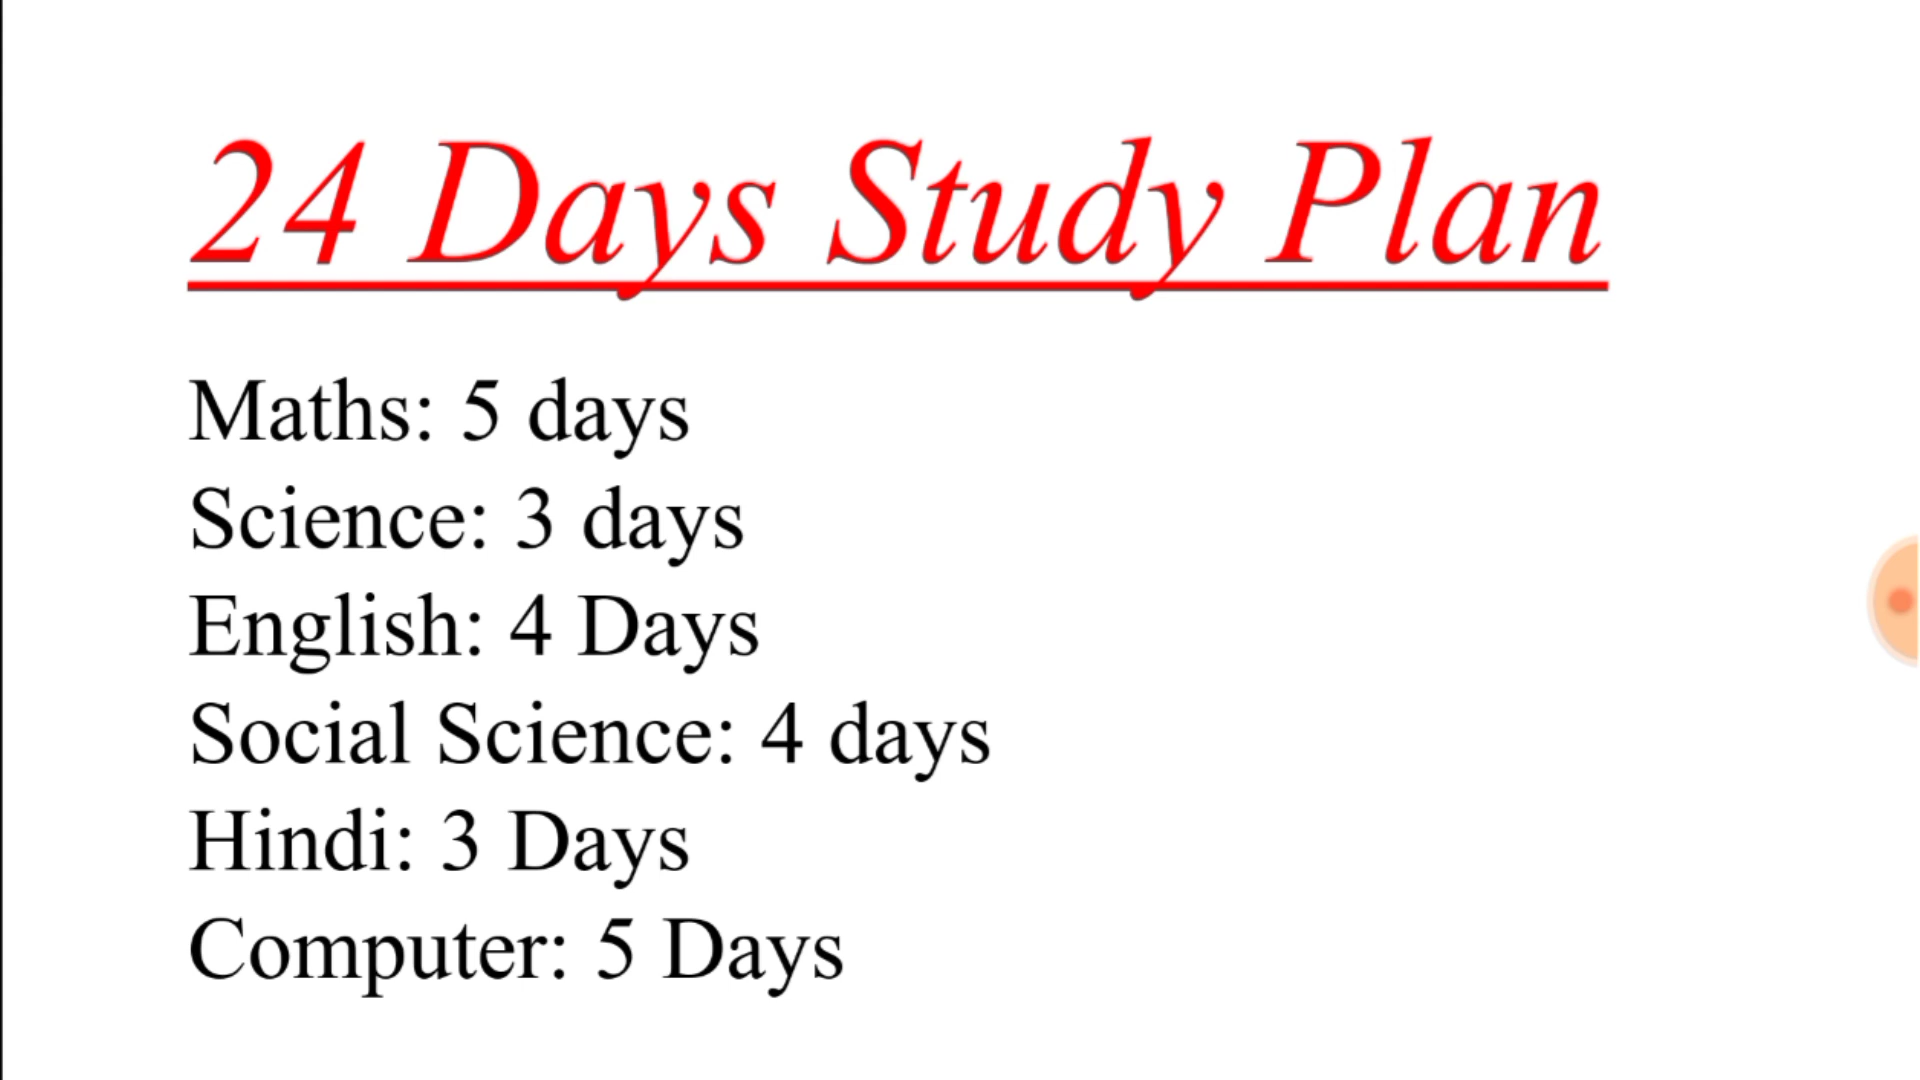 24 Days Study Plan
Maths: 5 days
Science: 3 days
English: 4 Days
Social Science: 4 days
Hindi: 3 Days
Computer: 5 Days